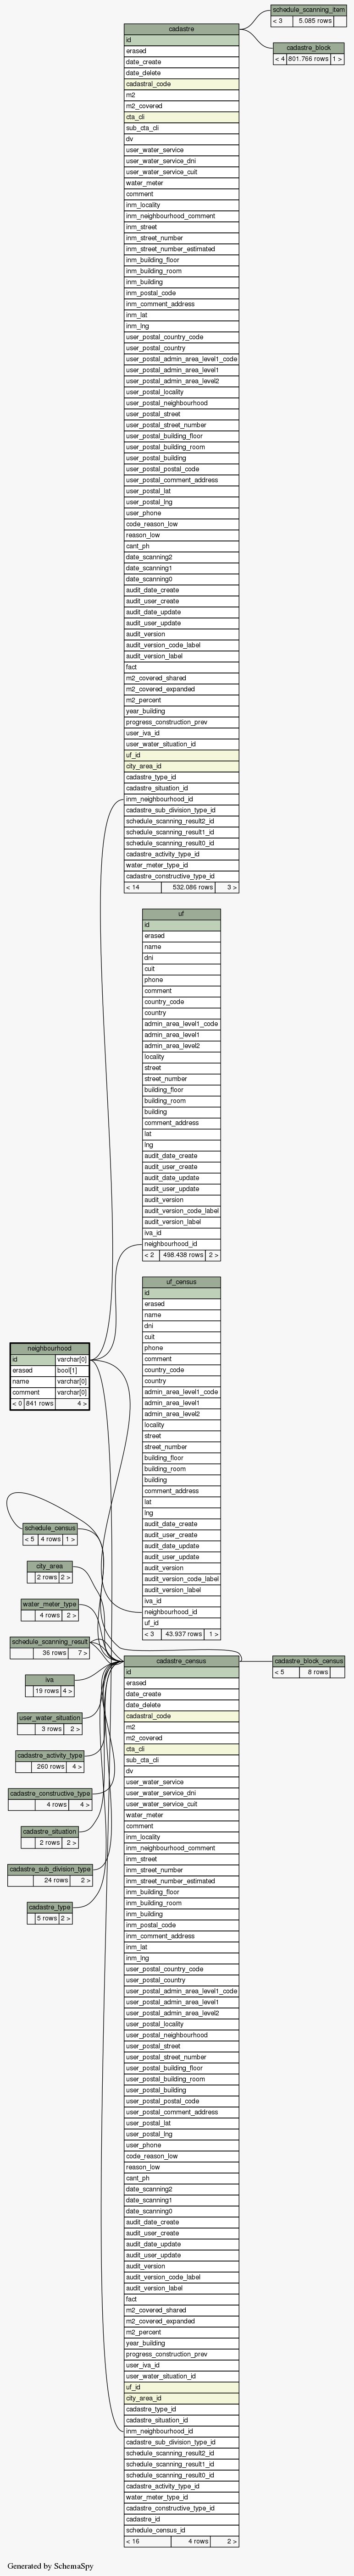 cadastre
id
erased
date_create
date_delete
cadastral_code
m2
m2_covered
cta_cli
sub_cta_cli
dv
user_water_service
user_water_service_dni
user_water_service_cuit
water_meter
comment
inm_locality
inm_neighbourhood_comment
inm_street
inm_street_number
inm_street_number_estimated
inm_building_floor
inm_building_room
inm_building
inm_postal_code
inm_comment_address
inm_lat
inm_lng
user_postal_country_code
user_postal_country
user_postal_admin_area_level1_code
user_postal_admin_area_level1
user_postal_admin_area_level2
user_postal_locality
user_postal_neighbourhood
user_postal_street
user_postal_street_number
user_postal_building_floor
user_postal_building_room
user_postal_building
user_postal_postal_code
user_postal_comment_address
user_postal_lat
user_postal_lng
user_phone
code_reason_low
reason_low
cant_ph
date_scanning2
date_scanning1
date_scanning0
audit_date_create
audit_user_create
audit_date_update
audit_user_update
audit_version
audit_version_code_label
audit_version_label
fact
m2_covered_shared
m2_covered_expanded
m2_percent
year_building
progress_construction_prev
user_iva_id
user_water_situation_id
uf_id
city_area_id
cadastre_type_id
cadastre_situation_id
inm_neighbourhood_id
cadastre_sub_division_type_id
schedule_scanning_result2_id
schedule_scanning_result1_id
schedule_scanning_result0_id
cadastre_activity_type_id
water_meter_type_id
cadastre_constructive_type_id
< 14 532.086 rows 3 >
schedule_scanning_item
< 3 5.085 rows
cadastre_block
< 4 801.766 rows 1 >
uf
id
erased
name
dni
cuit
phone
comment
country_code
country
admin_area_level1_code
admin_area_level1
admin_area_level2
locality
street
street_number
building_floor
building_room
building
comment_address
lat
lng
audit_date_create
audit_user_create
audit_date_update
audit_user_update
audit_version
audit_version_code_label
audit_version_label
iva_id
neighbourhood_id
< 2 498.438 rows 2 >
uf_census
id
erased
name
dni
cuit
phone
comment
country_code
country
admin_area_level1_code
admin_area_level1
admin_area_level2
locality
street
street_number
building_floor
building_room
building
comment_address
lat
lng
audit_date_create
audit_user_create
audit_date_update
audit_user_update
audit_version
audit_version_code_label
audit_version_label
iva_id
neighbourhood_id
uf_id
< 3 43.937 rows 1 >
neighbourhood
id varchar[0]
erased bool[1]
name varchar[0]
comment varchar[0]
< 0 841 rows 4 >
schedule_census
< 5 4 rows 1 >
city_area
2 rows 2 >
water_meter_type
4 rows 2 >
schedule_scanning_result
36 rows 7 >
iva
19 rows 4 >
user_water_situation
3 rows 2 >
cadastre_activity_type
260 rows 4 >
cadastre_constructive_type
4 rows 4 >
cadastre_situation
2 rows 2 >
cadastre_sub_division_type
24 rows 2 >
cadastre_type
5 rows 2 >
cadastre_block_census
< 5 8 rows
cadastre_census
id
erased
date_create
date_delete
cadastral_code
m2
m2_covered
cta_cli
sub_cta_cli
dv
user_water_service
user_water_service_dni
user_water_service_cuit
water_meter
comment
inm_locality
inm_neighbourhood_comment
inm_street
inm_street_number
inm_street_number_estimated
inm_building_floor
inm_building_room
inm_building
inm_postal_code
inm_comment_address
inm_lat
inm_lng
user_postal_country_code
user_postal_country
user_postal_admin_area_level1_code
user_postal_admin_area_level1
user_postal_admin_area_level2
user_postal_locality
user_postal_neighbourhood
user_postal_street
user_postal_street_number
user_postal_building_floor
user_postal_building_room
user_postal_building
user_postal_postal_code
user_postal_comment_address
user_postal_lat
user_postal_lng
user_phone
code_reason_low
reason_low
cant_ph
date_scanning2
date_scanning1
date_scanning0
audit_date_create
audit_user_create
audit_date_update
audit_user_update
audit_version
audit_version_code_label
audit_version_label
fact
m2_covered_shared
m2_covered_expanded
m2_percent
year_building
progress_construction_prev
user_iva_id
user_water_situation_id
uf_id
city_area_id
cadastre_type_id
cadastre_situation_id
inm_neighbourhood_id
cadastre_sub_division_type_id
schedule_scanning_result2_id
schedule_scanning_result1_id
schedule_scanning_result0_id
cadastre_activity_type_id
water_meter_type_id
cadastre_constructive_type_id
cadastre_id
schedule_census_id
< 16 4 rows 2 >
Generated by SchemaSpy